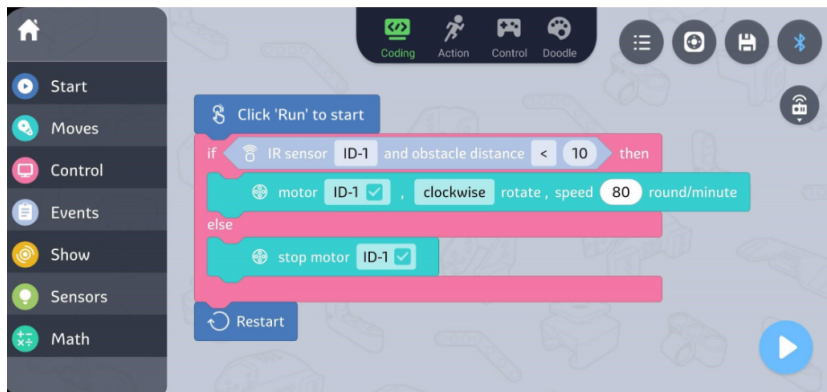 Coding Action Control Doodle
Start
Moves
Control
Events
Show
Sensors
Math
Click 'Run' to start
if IR sensor ID-1 and obstacle distance < 10 then
motor ID-1 , clockwise rotate , speed 80 round/minute
else
stop motor ID-1
Restart